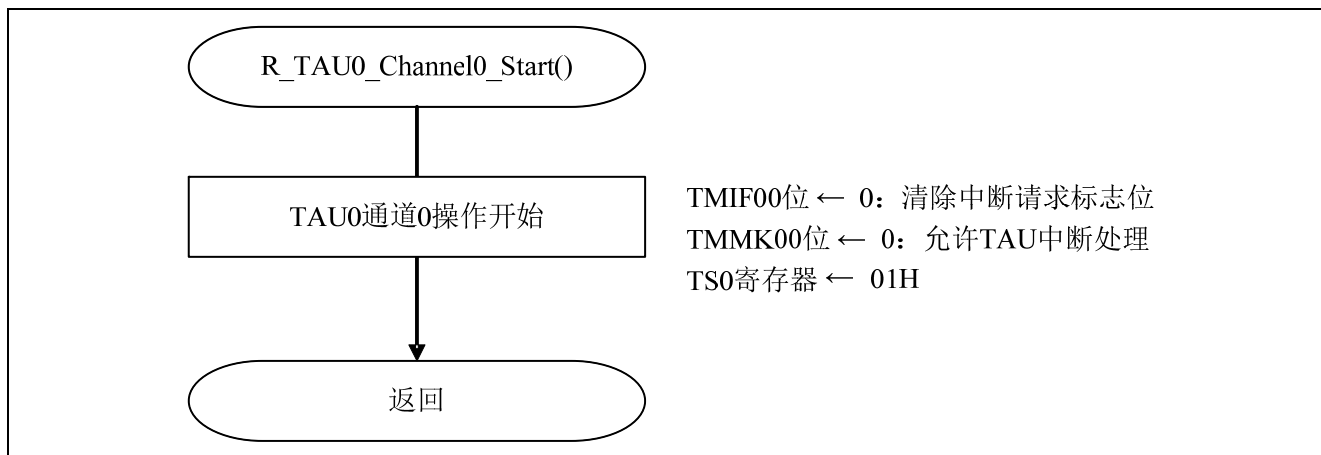 R_TAU0_Channel0_Start()
TAU0通道0操作开始
TMIF00位 ← 0：清除中断请求标志位
TMMK00位 ← 0：允许TAU中断处理
TS0寄存器 ← 01H
返回